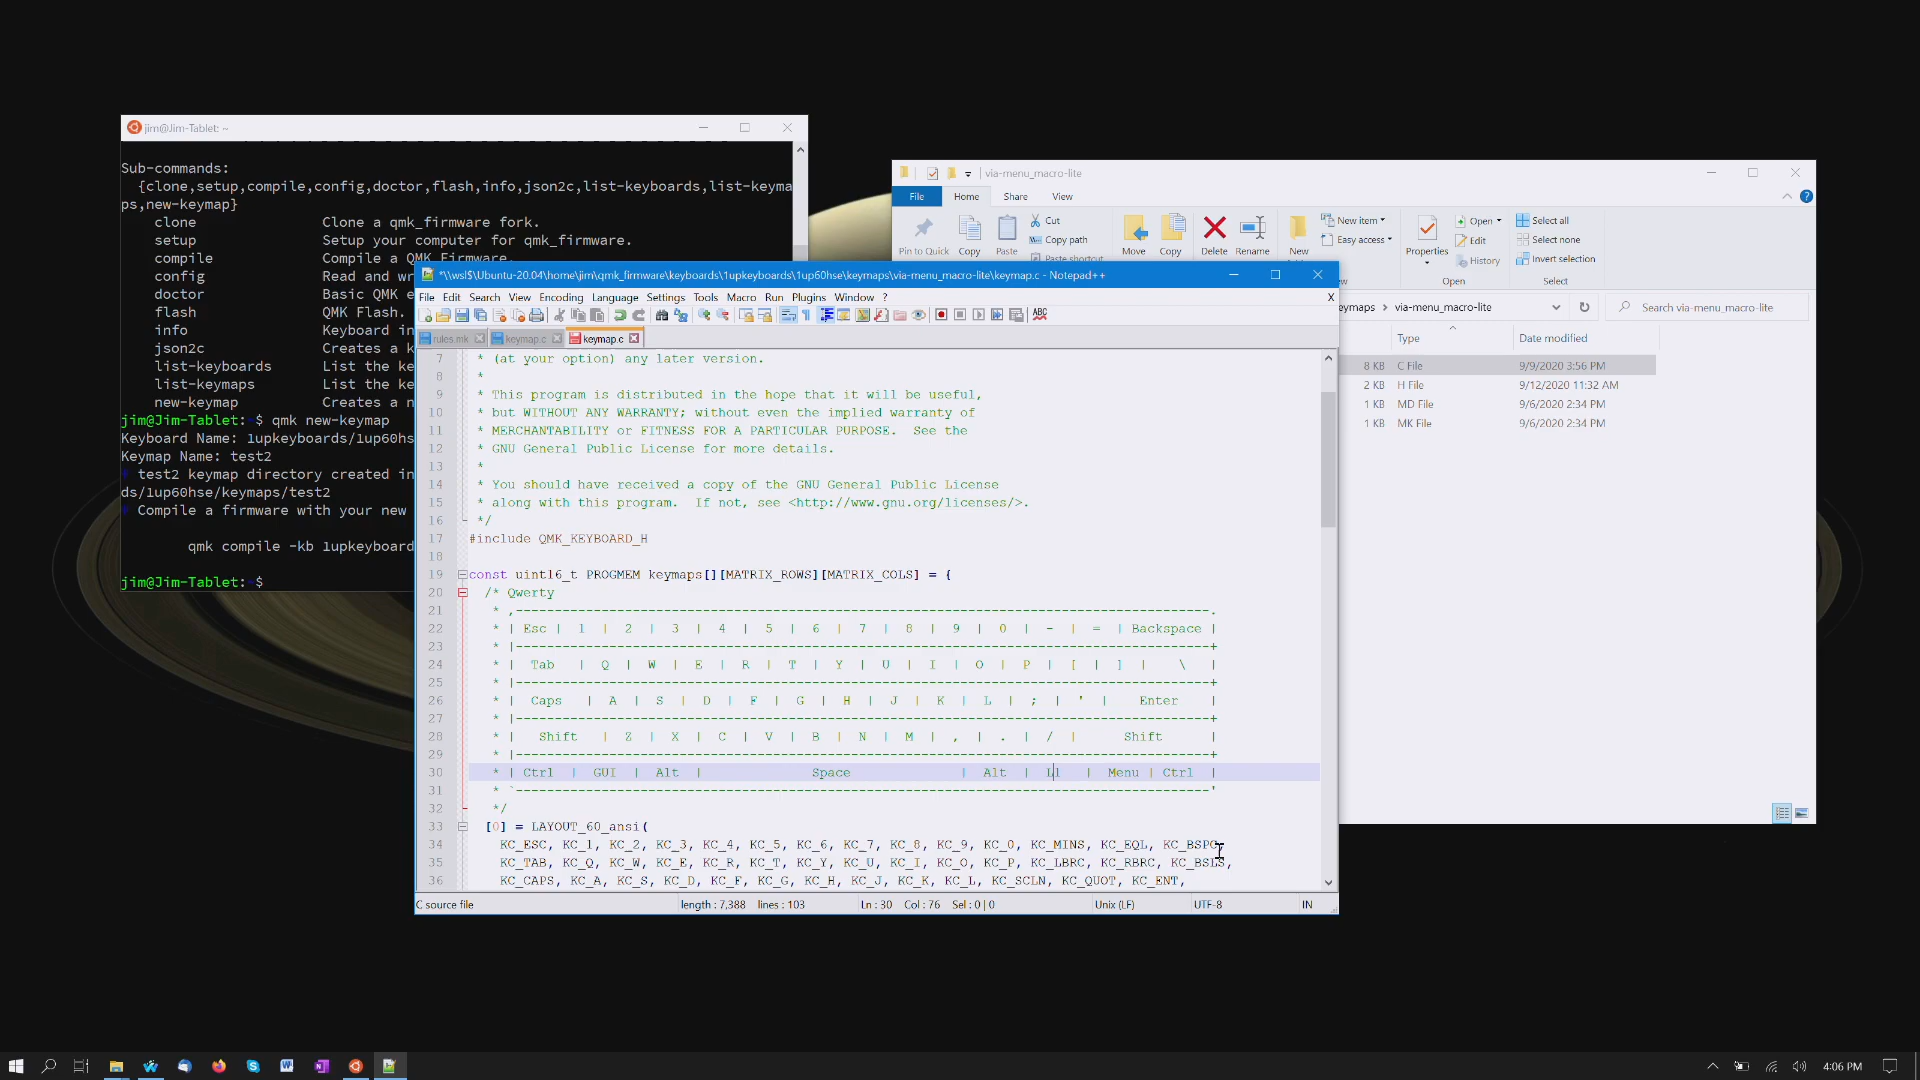 jim@Jim-Tablet: ~
Sub-commands:
{clone,setup,compile,config,doctor,flash,info,json2c,list-keyboards,list-keyma
ps,new-keymap}
clone Clone a qmk_firmware fork.
setup Setup your computer for qmk_firmware.
compile Compile a QMK Firmware.
config Read and wr
doctor Basic QMK e
flash QMK Flash.
info Keyboard in
json2c Creates a k
list-keyboards List the ke
list-keymaps List the ke
new-keymap Creates a n
jim@Jim-Tablet:~$ qmk new-keymap
Keyboard Name: 1upkeyboards/1up60hs
Keymap Name: test2
* test2 keymap directory created in
ds/1up60hse/keymaps/test2
* Compile a firmware with your new
qmk compile -kb 1upkeyboard
jim@Jim-Tablet:~$
via-menu_macro-lite
File Home Share View
Pin to Quick Copy Paste Cut Copy path Paste shortcut Move Copy Delete Rename New New item Easy access Properties Open Edit History Select all Select none Invert selection
Open Select
eymaps > via-menu_macro-lite Search via-menu_macro-lite
Type Date modified
8 KB C File 9/9/2020 3:56 PM
2 KB H File 9/12/2020 11:32 AM
1 KB MD File 9/6/2020 2:34 PM
1 KB MK File 9/6/2020 2:34 PM
*\\wsl$\Ubuntu-20.04\home\jim\qmk_firmware\keyboards\1upkeyboards\1up60hse\keymaps\via-menu_macro-lite\keymap.c - Notepad++
File Edit Search View Encoding Language Settings Tools Macro Run Plugins Window ? X
rules.mk keymap.c keymap.c
7 * (at your option) any later version.
8 *
9 * This program is distributed in the hope that it will be useful,
10 * but WITHOUT ANY WARRANTY; without even the implied warranty of
11 * MERCHANTABILITY or FITNESS FOR A PARTICULAR PURPOSE.  See the
12 * GNU General Public License for more details.
13 *
14 * You should have received a copy of the GNU General Public License
15 * along with this program.  If not, see <http://www.gnu.org/licenses/>.
16 */
17 #include QMK_KEYBOARD_H
18
19 const uint16_t PROGMEM keymaps[][MATRIX_ROWS][MATRIX_COLS] = {
20 /* Qwerty
21 * ,-----------------------------------------------------------------------------------------.
22 * | Esc |  1  |  2  |  3  |  4  |  5  |  6  |  7  |  8  |  9  |  0  |  -  |  =  | Backspace |
23 * |-----------------------------------------------------------------------------------------+
24 * |  Tab   |  Q  |  W  |  E  |  R  |  T  |  Y  |  U  |  I  |  O  |  P  |  [  |  ]  |    \   |
25 * |-----------------------------------------------------------------------------------------+
26 * |  Caps   |  A  |  S  |  D  |  F  |  G  |  H  |  J  |  K  |  L  |  ;  |  '  |    Enter    |
27 * |-----------------------------------------------------------------------------------------+
28 * |   Shift   |  Z  |  X  |  C  |  V  |  B  |  N  |  M  |  ,  |  .  |  /  |      Shift      |
29 * |-----------------------------------------------------------------------------------------+
30 * | Ctrl  |  GUI  |  Alt  |              Space              |  Alt  |  L1   |  Menu | Ctrl  |
31 * `-----------------------------------------------------------------------------------------'
32 */
33 [0] = LAYOUT_60_ansi(
34 KC_ESC, KC_1, KC_2, KC_3, KC_4, KC_5, KC_6, KC_7, KC_8, KC_9, KC_0, KC_MINS, KC_EQL, KC_BSPC,
35 KC_TAB, KC_Q, KC_W, KC_E, KC_R, KC_T, KC_Y, KC_U, KC_I, KC_O, KC_P, KC_LBRC, KC_RBRC, KC_BSLS,
36 KC_CAPS, KC_A, KC_S, KC_D, KC_F, KC_G, KC_H, KC_J, KC_K, KC_L, KC_SCLN, KC_QUOT, KC_ENT,
C source file length : 7,388 lines : 103 Ln : 30 Col : 76 Sel : 0 | 0 Unix (LF) UTF-8 IN
4:06 PM